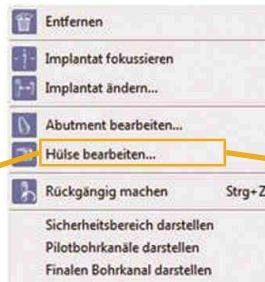 Entfernen
Implantat fokussieren
Implantat ändern...
Abutment bearbeiten...
Hülse bearbeiten...
Rückgängig machen Strg+Z
Sicherheitsbereich darstellen
Pilotbohrkanäle darstellen
Finalen Bohrkanal darstellen